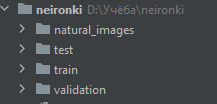 neironki D:\Учёба\neironki
natural_images
test
train
validation